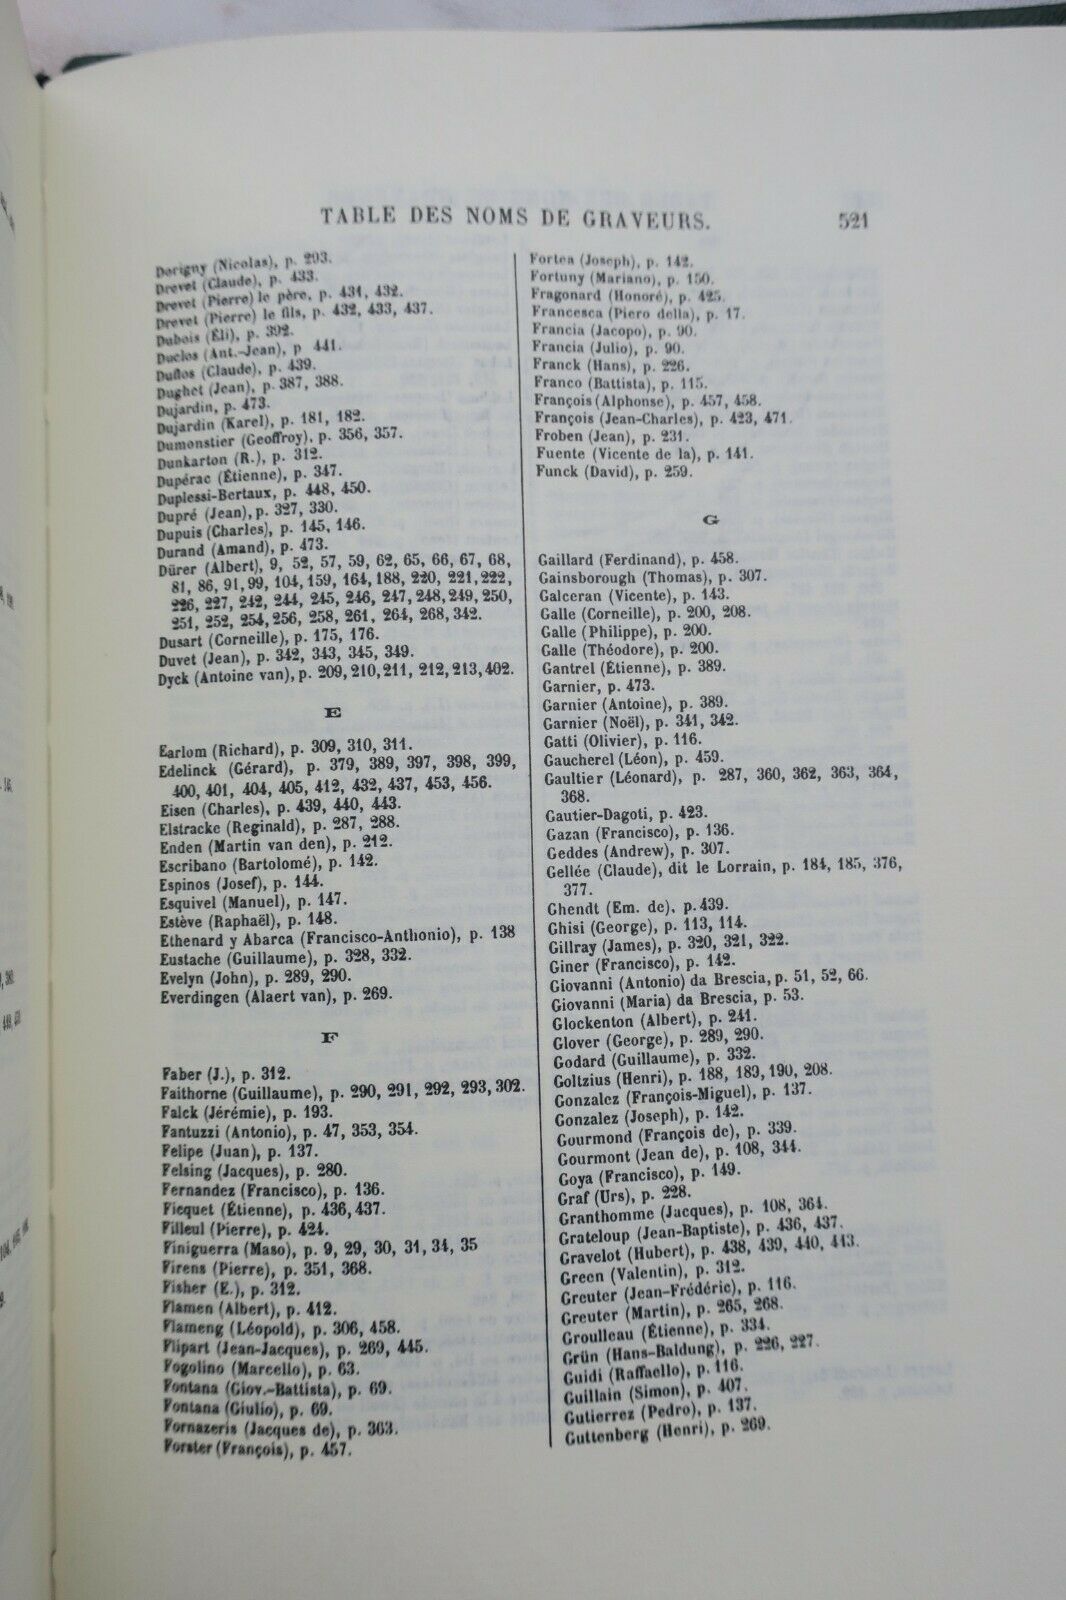 TABLE DES NOMS DE GRAVEURS.
521
Dorigny (Nicolas), p. 293.
Drevet (Claude), p. 433.
Drevet (Pierre) le père, p. 431, 432.
Drevet (Pierre) le fils, p. 432, 433, 437.
Dubois (Éli), p. 392.
Duclos (Ant.-Jean), p 441.
Duflos (Claude), p. 439.
Dughet (Jean), p. 387, 388.
Dujardin, p. 473.
Dujardin (Karel), p. 181, 182.
Dumonstier (Geoffroy), p. 356, 357.
Dunkarton (R.), p. 312.
Dupérac (Étienne), p. 347.
Duplessi-Bertaux, p. 448, 450.
Dupré (Jean), p. 327, 330.
Dupuis (Charles), p. 145, 146.
Durand (Amand), p. 473.
Dürer (Albert), 9, 52, 57, 59, 62, 65, 66, 67, 68,
81, 86, 91, 99, 104, 159, 164, 188, 220, 221, 222,
226, 227, 242, 244, 245, 246, 247, 248, 249, 250,
251, 252, 254, 256, 258, 261, 264, 268, 342.
Dusart (Corneille), p. 175, 176.
Duvet (Jean), p. 342, 343, 345, 349.
Dyck (Antoine van), p. 209, 210, 211, 212, 213, 402.
E
Earlom (Richard), p. 309, 310, 311.
Edelinck (Gérard), p. 379, 389, 397, 398, 399,
400, 401, 404, 405, 412, 432, 437, 453, 456.
Eisen (Charles), p. 439, 440, 443.
Elstracke (Reginald), p. 287, 288.
Enden (Martin van den), p. 212.
Escribano (Bartolomé), p. 142.
Espinos (Josef), p. 144.
Esquivel (Manuel), p. 147.
Estève (Raphaël), p. 148.
Ethenard y Abarca (Francisco-Anthonio), p. 138
Eustache (Guillaume), p. 328, 332.
Evelyn (John), p. 289, 290.
Everdingen (Alaert van), p. 269.
F
Faber (J.), p. 312.
Faithorne (Guillaume), p. 290, 291, 292, 293, 302.
Falck (Jérémie), p. 193.
Fantuzzi (Antonio), p. 47, 353, 354.
Felipe (Juan), p. 137.
Felsing (Jacques), p. 280.
Fernandez (Francisco), p. 136.
Ficquet (Étienne), p. 436, 437.
Filleul (Pierre), p. 424.
Finiguerra (Maso), p. 9, 29, 30, 31, 34, 35
Firens (Pierre), p. 351, 368.
Fisher (E.), p. 312.
Flamen (Albert), p. 412.
Flameng (Léopold), p. 306, 458.
Flipart (Jean-Jacques), p. 269, 445.
Fogolino (Marcello), p. 63.
Fontana (Giov.-Battista), p. 69.
Fontana (Giulio), p. 69.
Fornazeris (Jacques de), p. 363.
Forster (François), p. 457.
Fortea (Joseph), p. 142.
Fortuny (Mariano), p. 150.
Fragonard (Honoré), p. 425.
Francesca (Piero della), p. 17.
Francia (Jacopo), p. 90.
Francia (Julio), p. 90.
Franck (Hans), p. 226.
Franco (Battista), p. 115.
François (Alphonse), p. 457, 458.
François (Jean-Charles), p. 423, 471.
Froben (Jean), p. 231.
Fuente (Vicente de la), p. 141.
Funck (David), p. 259.
G
Gaillard (Ferdinand), p. 458.
Gainsborough (Thomas), p. 307.
Galceran (Vicente), p. 143.
Galle (Corneille), p. 200, 208.
Galle (Philippe), p. 200.
Galle (Théodore), p. 200.
Gantrel (Étienne), p. 389.
Garnier, p. 473.
Garnier (Antoine), p. 389.
Garnier (Noël), p. 341, 342.
Gatti (Olivier), p. 116.
Gaucherel (Léon), p. 459.
Gaultier (Léonard), p. 287, 360, 362, 363, 364,
368.
Gautier-Dagoti, p. 423.
Gazan (Francisco), p. 136.
Geddes (Andrew), p. 307.
Gellée (Claude), dit le Lorrain, p. 184, 185, 376,
377.
Ghendt (Em. de), p. 439.
Ghisi (George), p. 113, 114.
Gillray (James), p. 320, 321, 322.
Giner (Francisco), p. 142.
Giovanni (Antonio) da Brescia, p. 51, 52, 66.
Giovanni (Maria) da Brescia, p. 53.
Glockenton (Albert), p. 241.
Glover (George), p. 289, 290.
Godard (Guillaume), p. 332.
Goltzius (Henri), p. 188, 189, 190, 208.
Gonzalez (François-Miguel), p. 137.
Gonzalez (Joseph), p. 142.
Gourmond (François de), p. 339.
Gourmont (Jean de), p. 108, 344.
Goya (Francisco), p. 149.
Graf (Urs), p. 228.
Granthomme (Jacques), p. 108, 364.
Grateloup (Jean-Baptiste), p. 436, 437.
Gravelot (Hubert), p. 438, 439, 440, 443.
Green (Valentin), p. 312.
Greuter (Jean-Frédéric), p. 116.
Greuter (Martin), p. 265, 268.
Groulleau (Étienne), p. 334.
Grün (Hans-Baldung), p. 226, 227.
Guidi (Raffaello), p. 116.
Guillain (Simon), p. 407.
Gutierrez (Pedro), p. 137.
Guttenberg (Henri), p. 269.